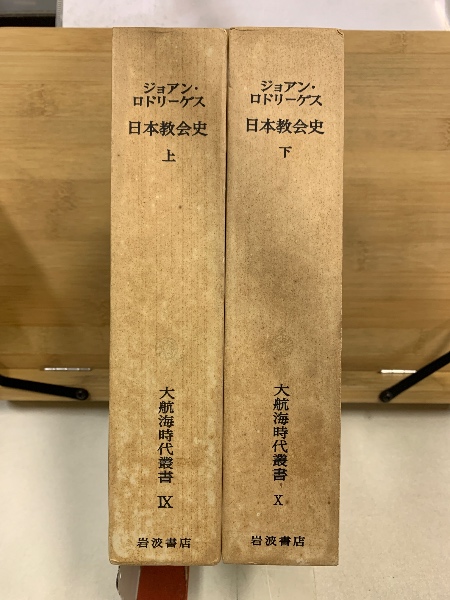 ジョアン・
ロドリーゲス
日本教会史
上
大航海時代叢書 Ⅸ
岩波書店
ジョアン・
ロドリーゲス
日本教会史
下
大航海時代叢書 Ⅹ
岩波書店